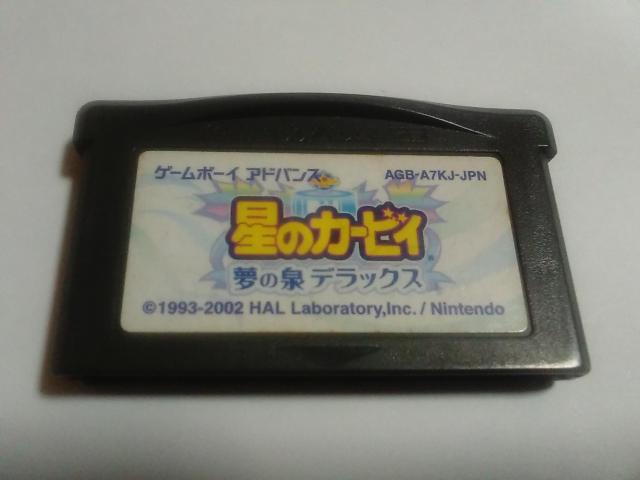 ゲームボーイ アドバンス
AGB-A7KJ-JPN
星のカービィ
夢の泉デラックス
©1993-2002 HAL Laboratory,Inc. / Nintendo